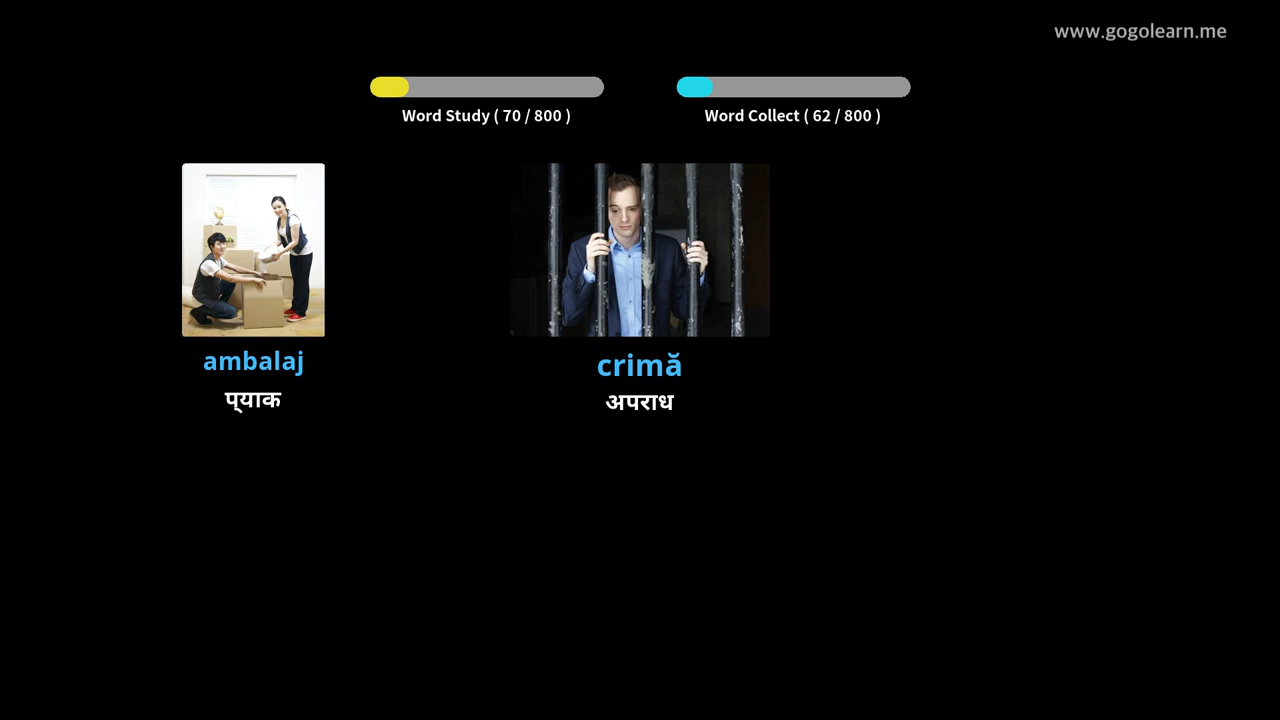 www.gogolearn.me
Word Study ( 70 / 800 )
Word Collect ( 62 / 800 )
ambalaj
प्याक
crimă
अपराध